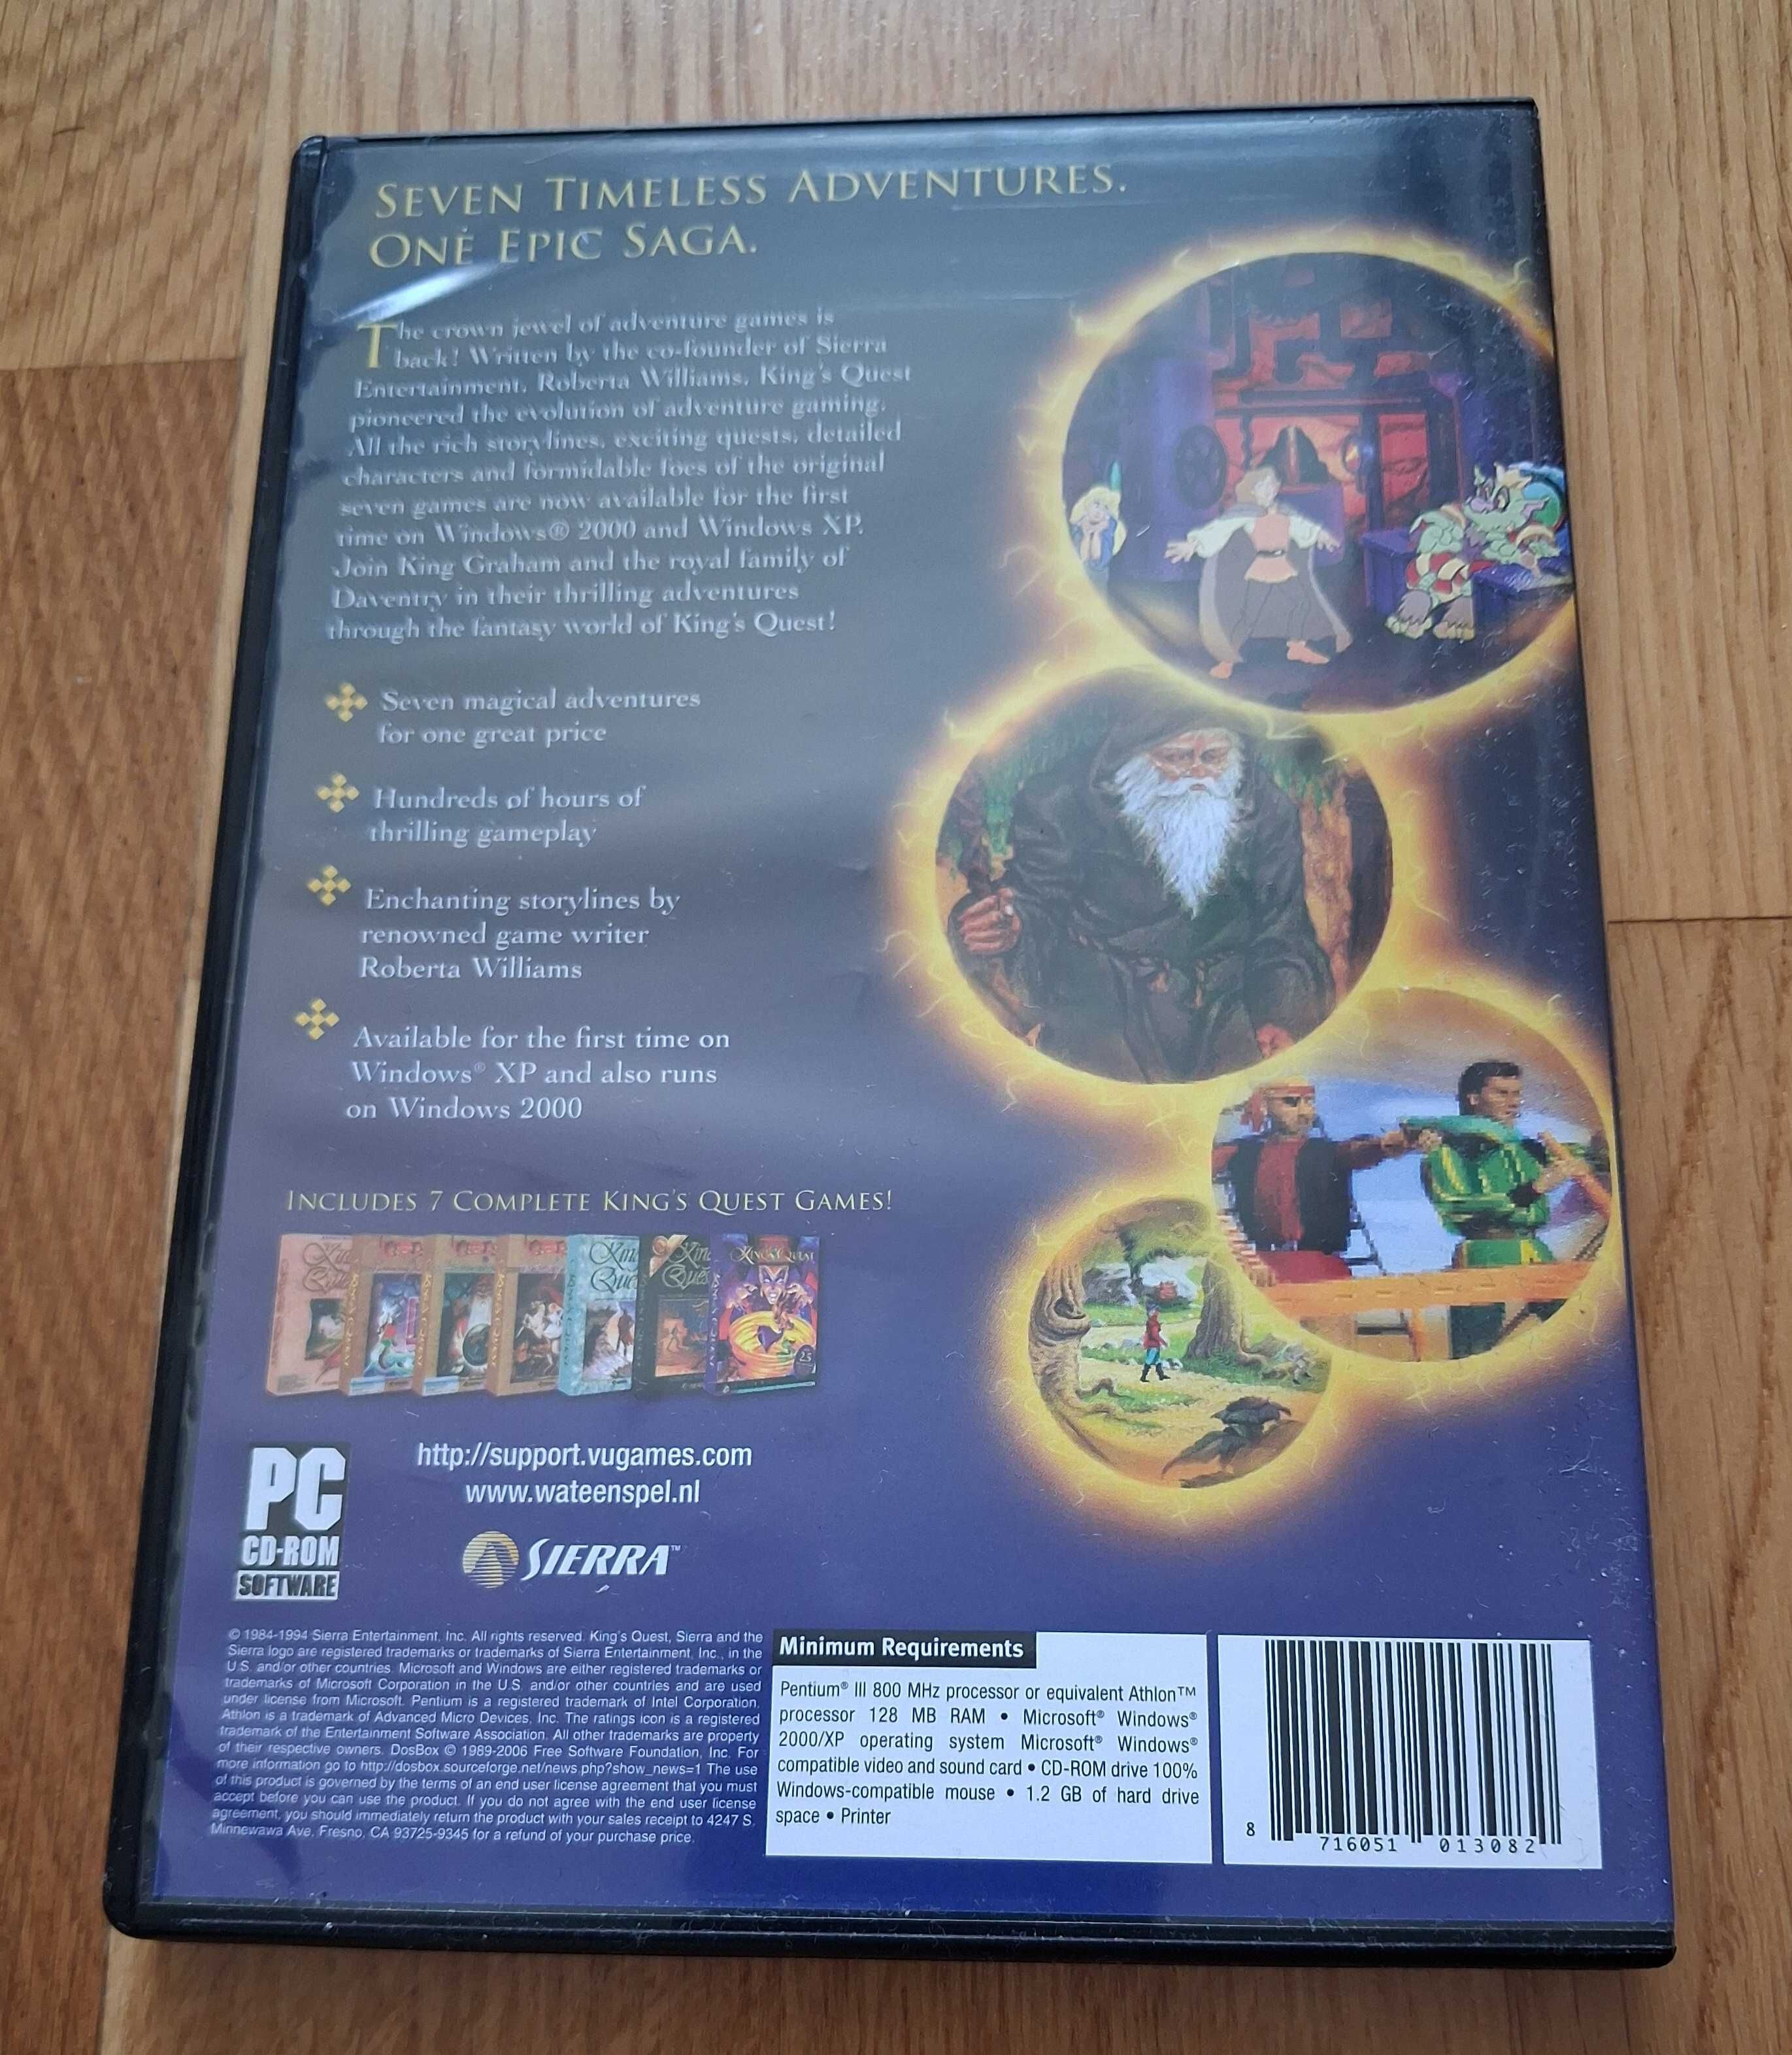 SEVEN TIMELESS ADVENTURES.
ONE EPIC SAGA.
The crown jewel of adventure games is
back! Written by the co-founder of Sierra
Entertainment, Roberta Williams, King's Quest
pioneered the evolution of adventure gaming.
All the rich storylines, exciting quests, detailed
characters and formidable foes of the original
seven games are now available for the first
time on Windows® 2000 and Windows XP.
Join King Graham and the royal family of
Daventry in their thrilling adventures
through the fantasy world of King's Quest!
Seven magical adventures
for one great price
Hundreds of hours of
thrilling gameplay
Enchanting storylines by
renowned game writer
Roberta Williams
Available for the first time on
Windows® XP and also runs
on Windows 2000
INCLUDES 7 COMPLETE KING'S QUEST GAMES!
KING'S QUEST
PC
CD-ROM
SOFTWARE
http://support.vugames.com
www.wateenspel.nl
SIERRA™
© 1984-1994 Sierra Entertainment, Inc. All rights reserved. King's Quest, Sierra and the
Sierra logo are registered trademarks or trademarks of Sierra Entertainment, Inc., in the
U.S. and/or other countries. Microsoft and Windows are either registered trademarks or
trademarks of Microsoft Corporation in the U.S. and/or other countries and are used
under license from Microsoft. Pentium is a registered trademark of Intel Corporation.
Athlon is a trademark of Advanced Micro Devices, Inc. The ratings icon is a registered
trademark of the Entertainment Software Association. All other trademarks are property
of their respective owners. DosBox © 1989-2006 Free Software Foundation, Inc. For
more information go to http://dosbox.sourceforge.net/news.php?show_news=1 The use
of this product is governed by the terms of an end user license agreement that you must
accept before you can use the product. If you do not agree with the end user license
agreement, you should immediately return the product with your sales receipt to 4247 S.
Minnewawa Ave, Fresno, CA 93725-9345 for a refund of your purchase price.
Minimum Requirements
Pentium® III 800 MHz processor or equivalent Athlon™
processor 128 MB RAM • Microsoft® Windows®
2000/XP operating system Microsoft® Windows®
compatible video and sound card • CD-ROM drive 100%
Windows-compatible mouse • 1.2 GB of hard drive
space • Printer
8 716051 013082